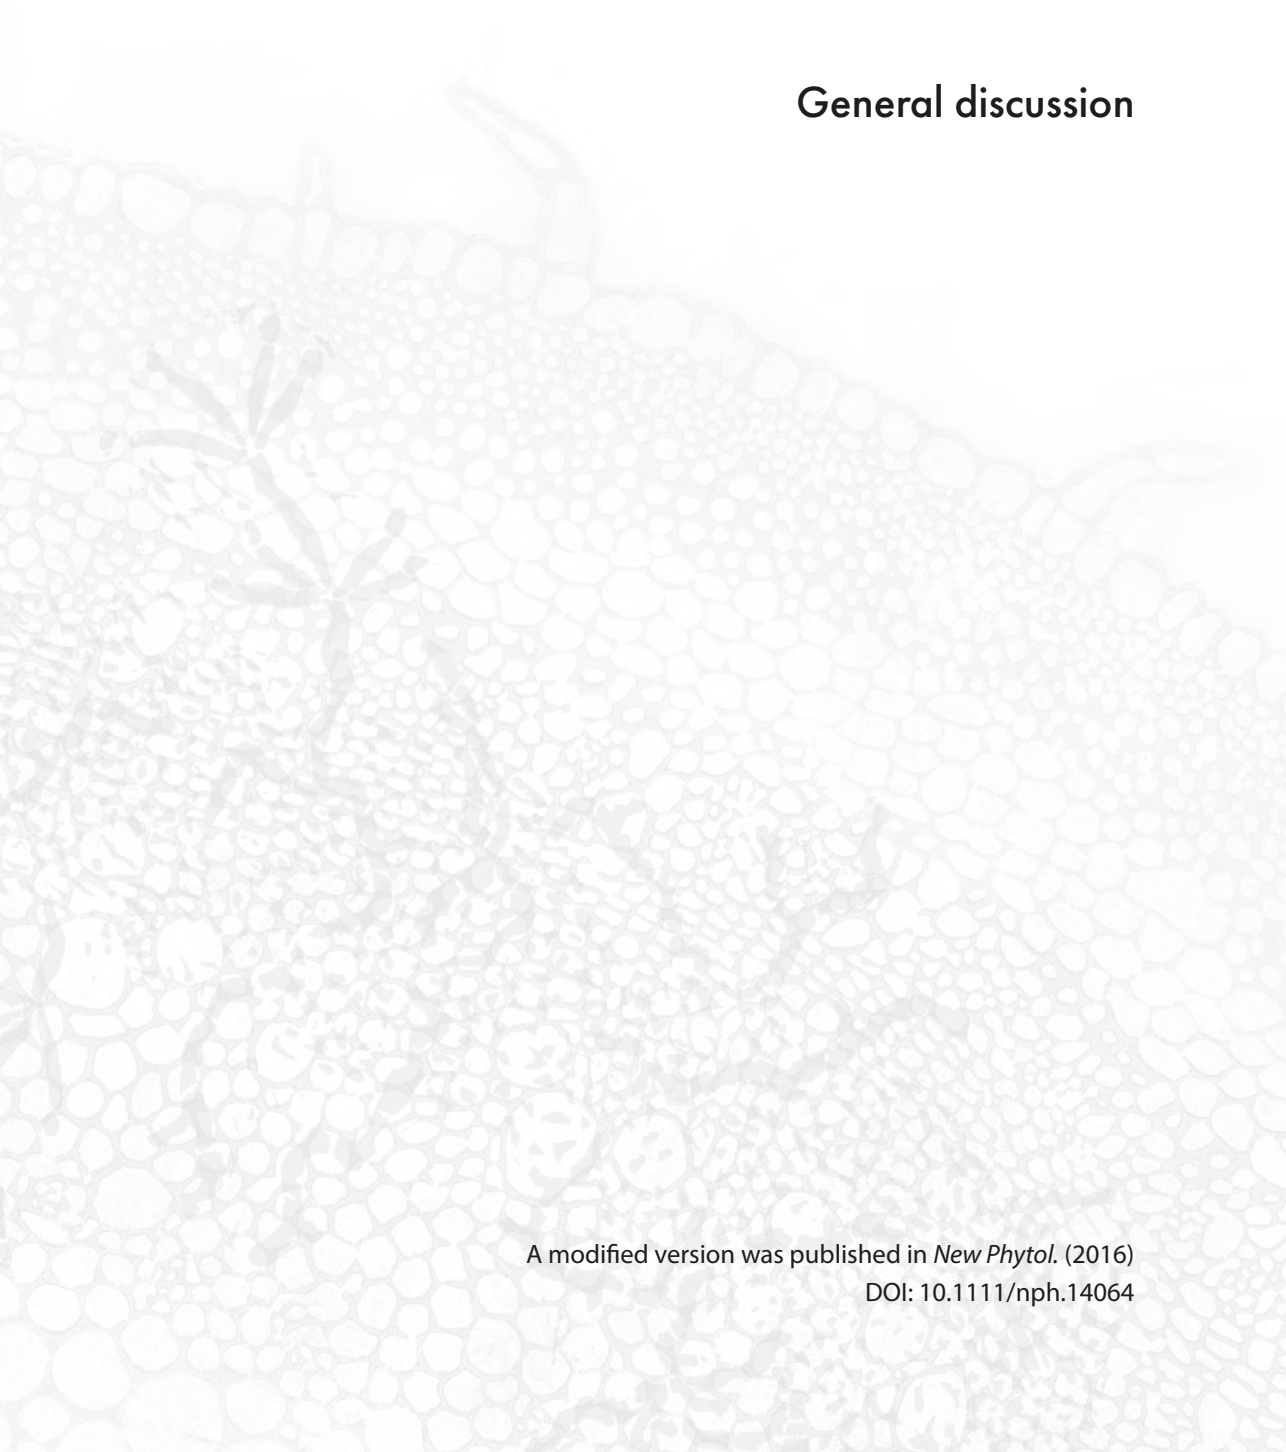 General discussion
A modified version was published in New Phytol. (2016)
DOI: 10.1111/nph.14064